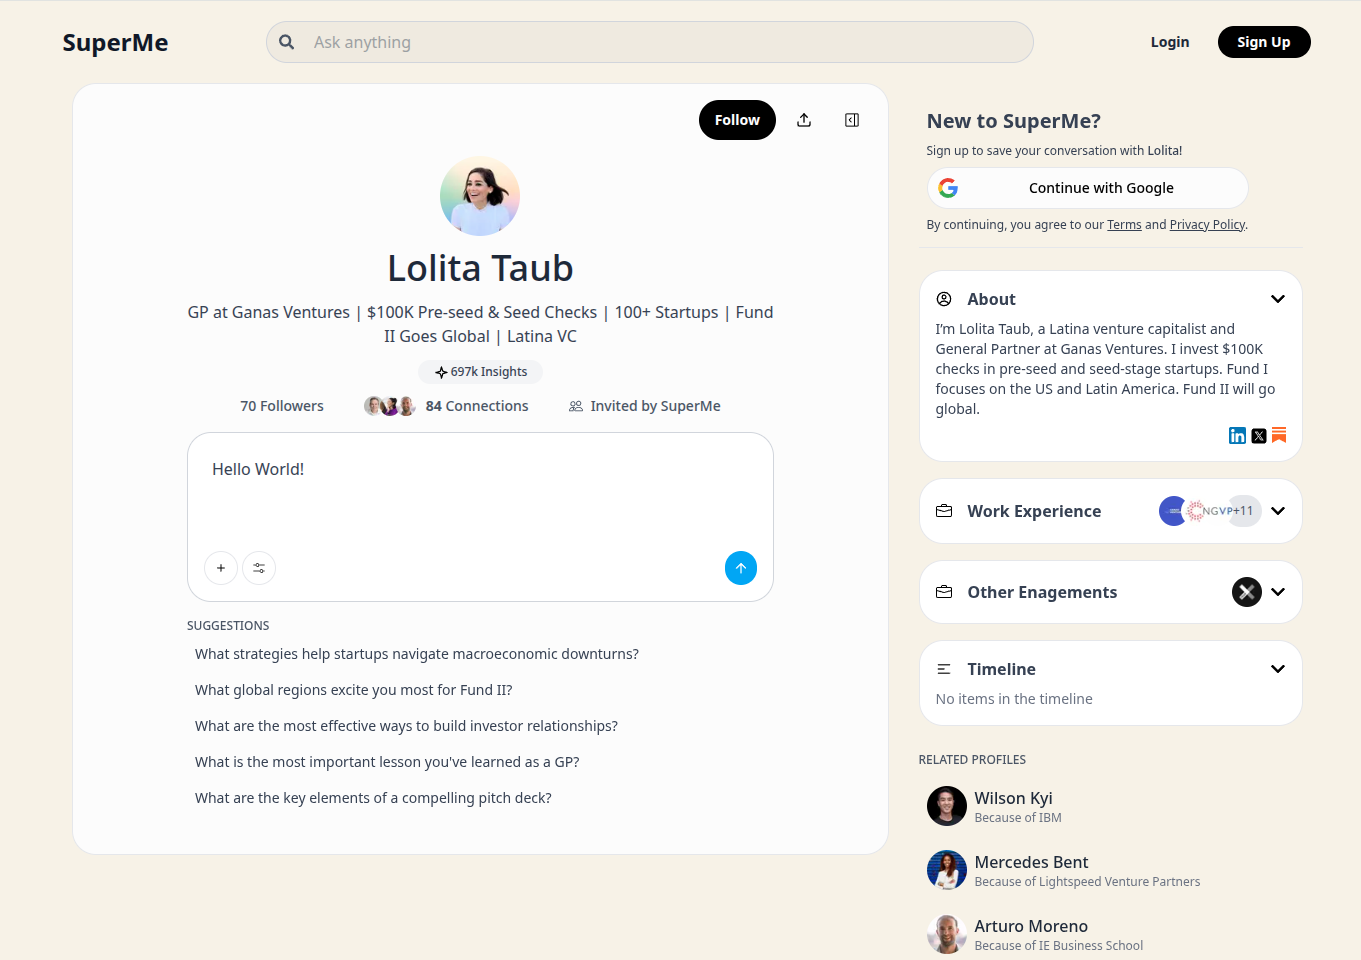 SuperMe
Ask anything
Login
Sign Up
Follow
Lolita Taub
GP at Ganas Ventures | $100K Pre-seed & Seed Checks | 100+ Startups | Fund
II Goes Global | Latina VC
697k Insights
70 Followers
84 Connections
Invited by SuperMe
Hello World!
SUGGESTIONS
What strategies help startups navigate macroeconomic downturns?
What global regions excite you most for Fund II?
What are the most effective ways to build investor relationships?
What is the most important lesson you've learned as a GP?
What are the key elements of a compelling pitch deck?
New to SuperMe?
Sign up to save your conversation with Lolita!
Continue with Google
By continuing, you agree to our Terms and Privacy Policy.
About
I’m Lolita Taub, a Latina venture capitalist and
General Partner at Ganas Ventures. I invest $100K
checks in pre-seed and seed-stage startups. Fund I
focuses on the US and Latin America. Fund II will go
global.
Work Experience
NGVP+11
Other Enagements
Timeline
No items in the timeline
RELATED PROFILES
Wilson Kyi
Because of IBM
Mercedes Bent
Because of Lightspeed Venture Partners
Arturo Moreno
Because of IE Business School